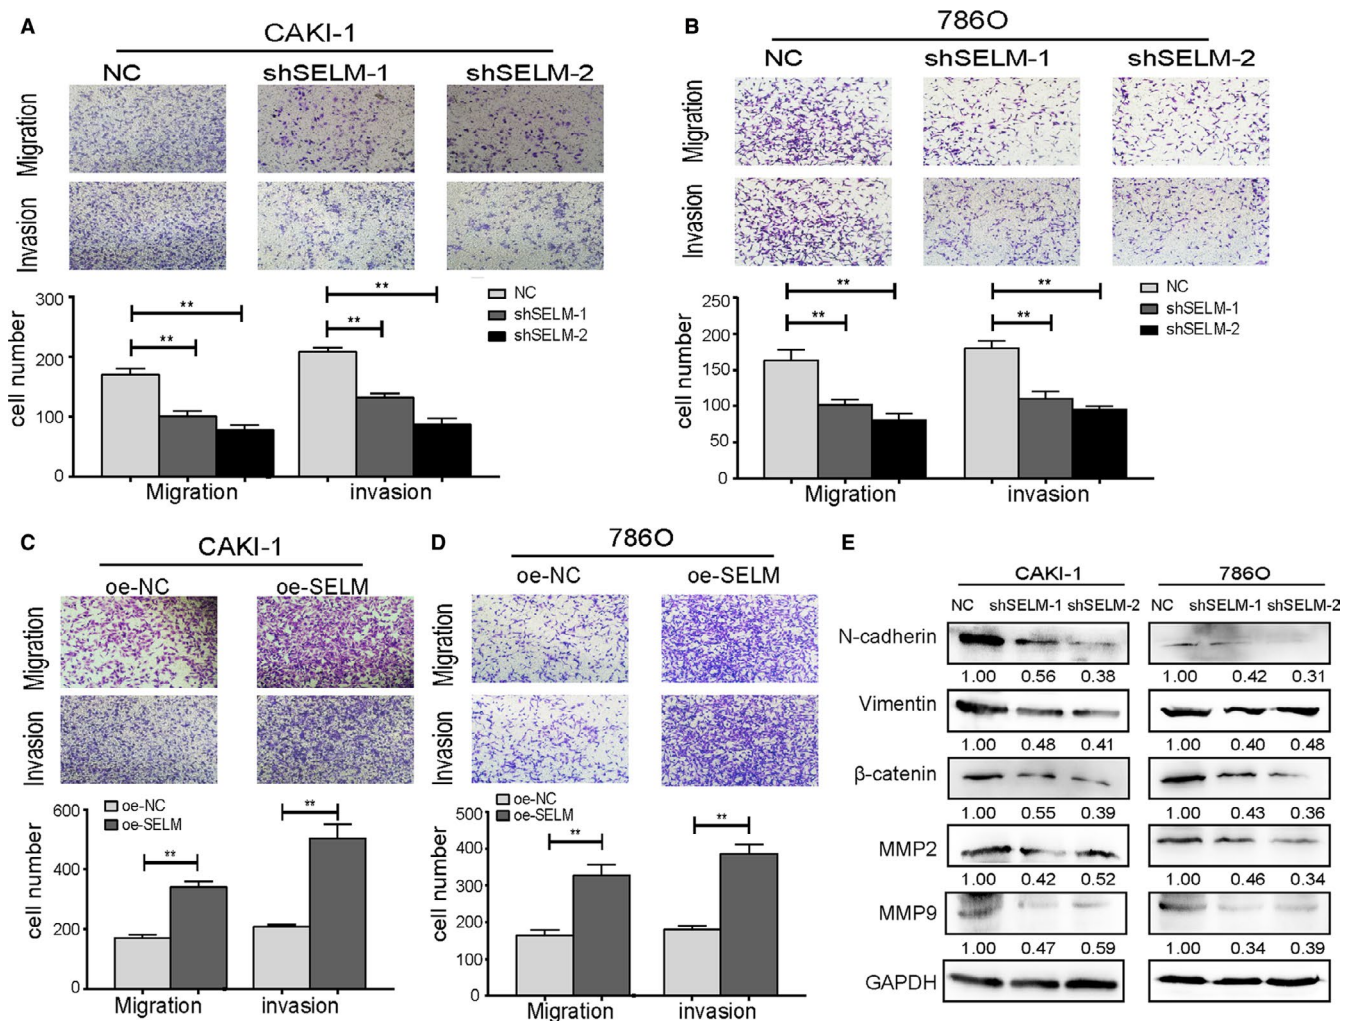 A
CAKI-1
NC shSELM-1 shSELM-2
Migration
Invasion
300
200
100
0
cell number
** **
** **
NC
shSELM-1
shSELM-2
Migration invasion
B
786O
NC shSELM-1 shSELM-2
Migration
Invasion
250
200
150
100
50
0
cell number
** **
** **
NC
shSELM-1
shSELM-2
Migration invasion
C
CAKI-1
oe-NC oe-SELM
Migration
Invasion
600
400
200
0
cell number
oe-NC
oe-SELM
** **
Migration invasion
D
786O
oe-NC oe-SELM
Migration
Invasion
500
400
300
200
100
0
cell number
oe-NC
oe-SELM
** **
Migration invasion
E
CAKI-1 786O
NC shSELM-1 shSELM-2 NC shSELM-1 shSELM-2
N-cadherin
1.00 0.56 0.38 1.00 0.42 0.31
Vimentin
1.00 0.48 0.41 1.00 0.40 0.48
β-catenin
1.00 0.55 0.39 1.00 0.43 0.36
MMP2
1.00 0.42 0.52 1.00 0.46 0.34
MMP9
1.00 0.47 0.59 1.00 0.34 0.39
GAPDH